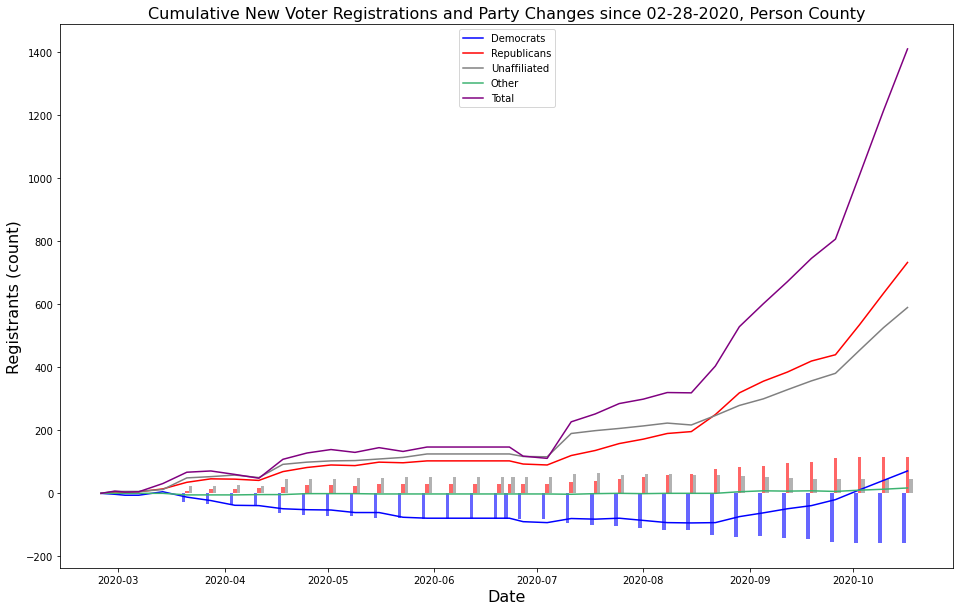 Cumulative New Voter Registrations and Party Changes since 02-28-2020, Person County
Democrats
Republicans
Unaffiliated
Other
Total
Registrants (count)
1400
1200
1000
800
600
400
200
0
−200
2020-03 2020-04 2020-05 2020-06 2020-07 2020-08 2020-09 2020-10
Date